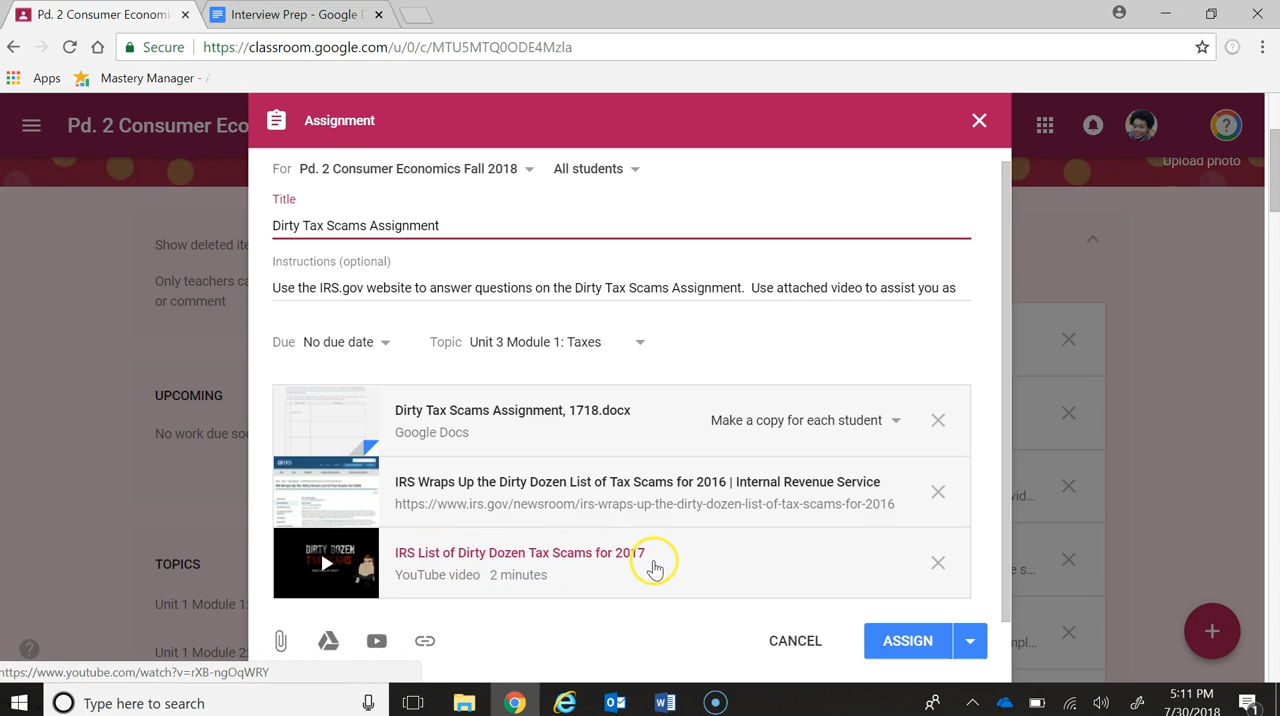 Pd. 2 Consumer Economics
Interview Prep - Google D
Secure https://classroom.google.com/u/0/c/MTU5MTQ0ODE4Mzla
Apps Mastery Manager -
Pd. 2 Consumer Eco
Assignment
Upload photo
For Pd. 2 Consumer Economics Fall 2018 All students
Title
Dirty Tax Scams Assignment
Show deleted ite
Instructions (optional)
Only teachers ca
or comment
Use the IRS.gov website to answer questions on the Dirty Tax Scams Assignment. Use attached video to assist you as
Due No due date Topic Unit 3 Module 1: Taxes
UPCOMING
No work due soo
Dirty Tax Scams Assignment, 1718.docx
Google Docs
Make a copy for each student
IRS
IRS Wraps Up the Dirty Dozen List of Tax Scams for 2016 | Internal Revenue Service
https://www.irs.gov/newsroom/irs-wraps-up-the-dirty-dozen-list-of-tax-scams-for-2016
DIRTY DOZEN
TAX SCAMS
IRS List of Dirty Dozen Tax Scams for 2017
YouTube video 2 minutes
TOPICS
Unit 1 Module 1:
Unit 1 Module 2:
CANCEL ASSIGN
https://www.youtube.com/watch?v=rXB-ngOqWRY
Type here to search
5:11 PM
7/30/2018
1